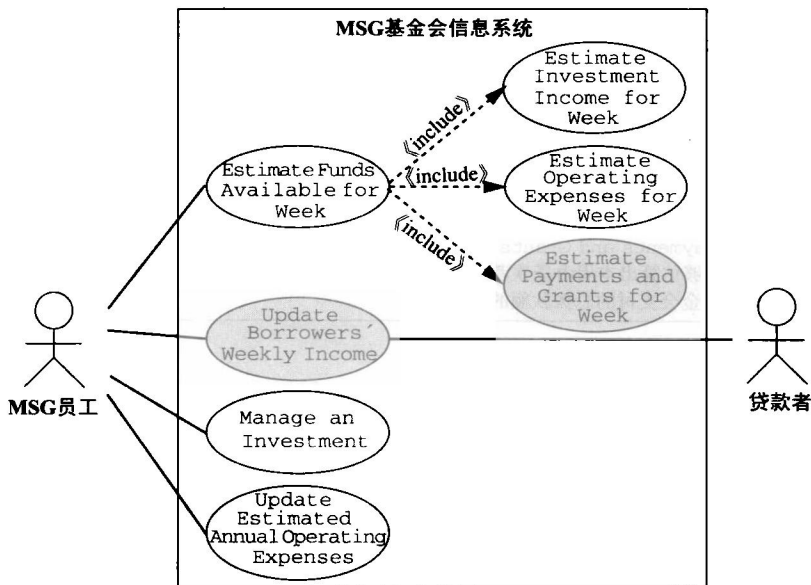 MSG基金会信息系统
Estimate
Investment
Income for
Week
《include》
Estimate Funds
Available for
Week
《include》
Estimate
Operating
Expenses for
Week
《include》
Estimate
Payments and
Grants for
Week
Update
Borrowers´
Weekly Income
MSG员工
贷款者
Manage an
Investment
Update
Estimated
Annual Operating
Expenses